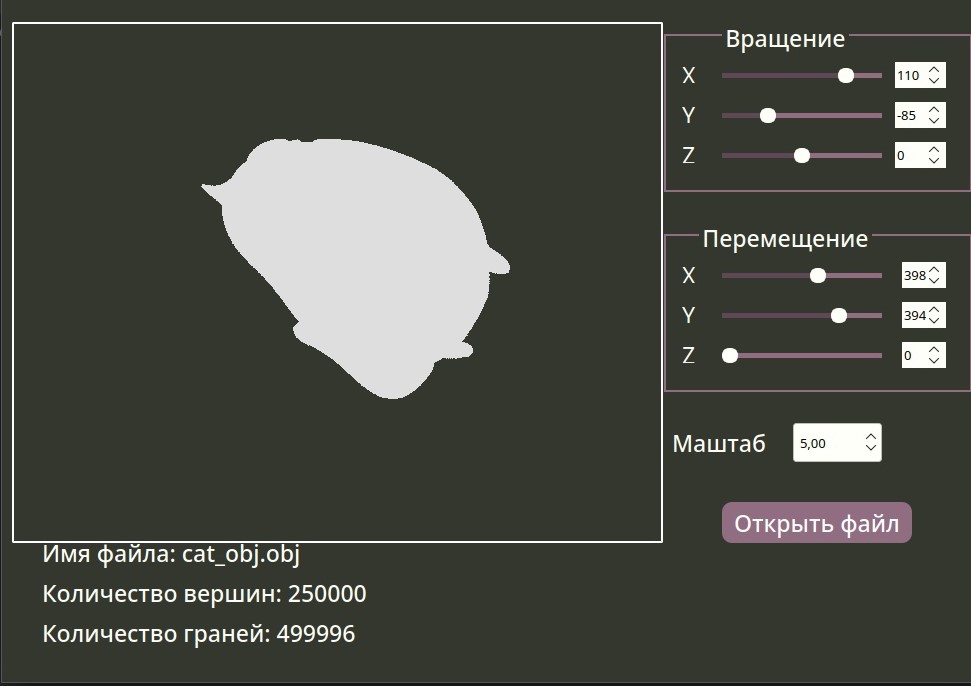 Вращение
X 110
Y -85
Z 0
Перемещение
X 398
Y 394
Z 0
Маштаб 5,00
Открыть файл
Имя файла: cat_obj.obj
Количество вершин: 250000
Количество граней: 499996